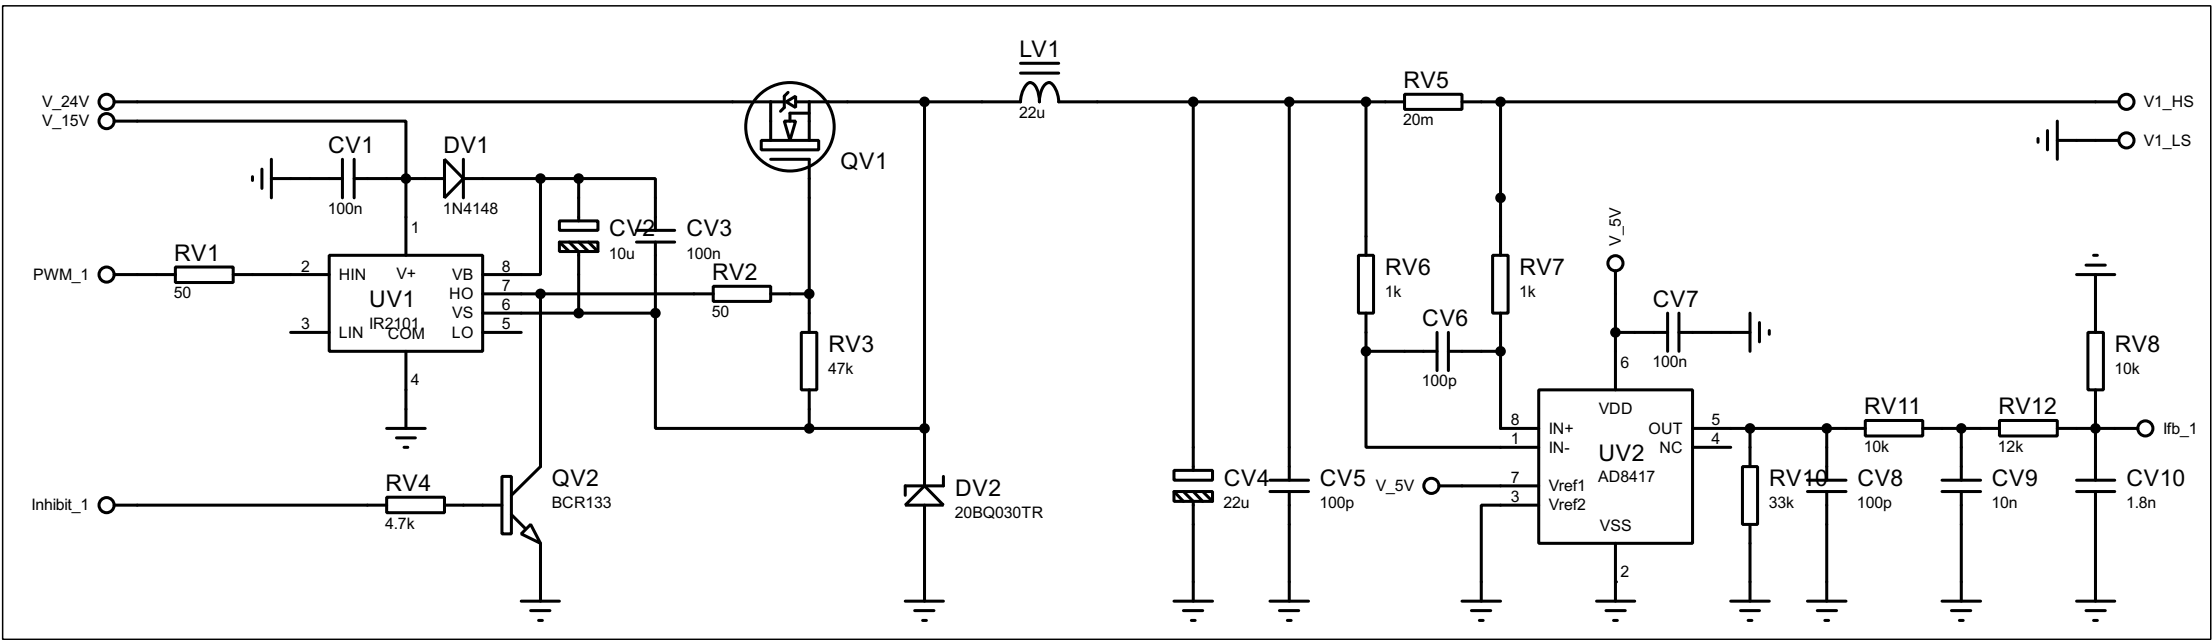 LV1
22u
RV5
20m
V_24V
V_15V
V1_HS
V1_LS
CV1
100n
DV1
1N4148
QV1
1
CV2
10u
CV3
100n
PWM_1
RV1
50
2
HIN
V+
VB
8
3
LIN
UV1
IR2101
COM
HO
7
VS
6
LO
5
4
RV2
50
RV3
47k
Inhibit_1
RV4
4.7k
QV2
BCR133
DV2
20BQ030TR
CV4
22u
CV5
100p
RV6
1k
RV7
1k
CV6
100p
V_5V
CV7
100n
6
VDD
8
IN+
1
IN-
V_5V
7
Vref1
3
Vref2
UV2
AD8417
VSS
2
OUT
5
NC
4
RV10
33k
CV8
100p
RV11
10k
CV9
10n
RV12
12k
RV8
10k
Ifb_1
CV10
1.8n